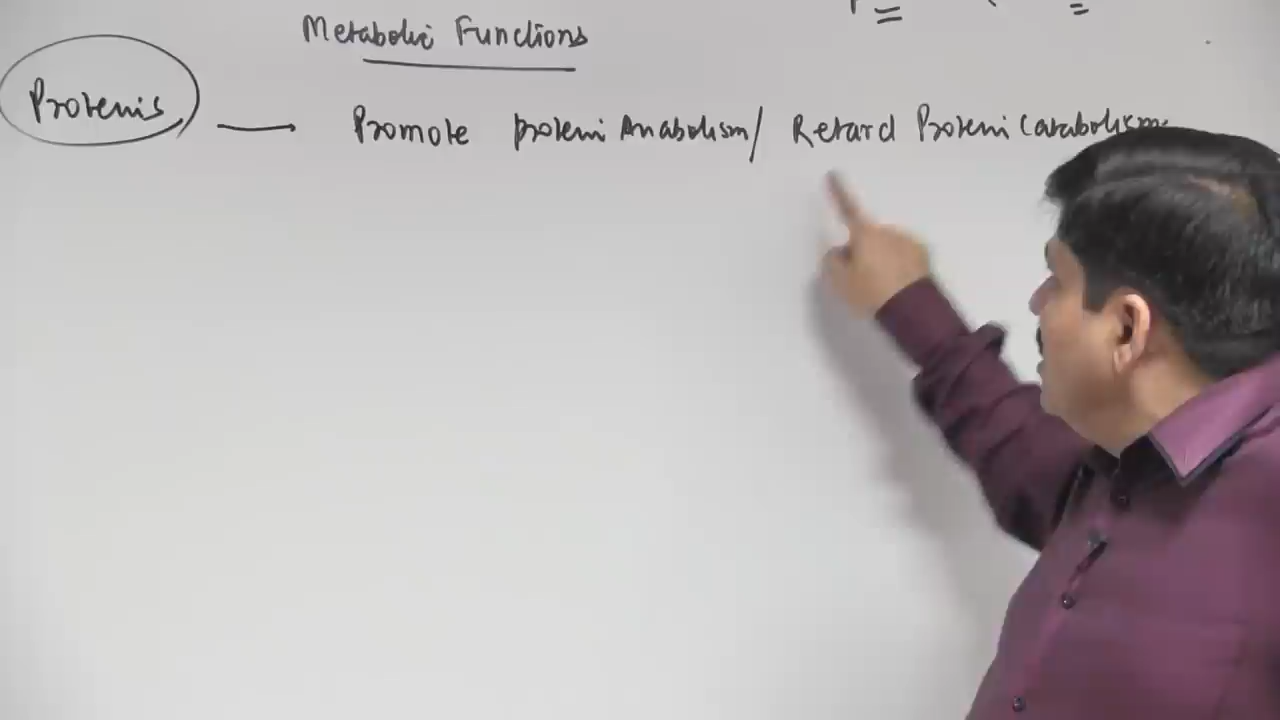 Metabolic Functions
Proteins — Promote protein Anabolism/ Retard Protein Catabolism